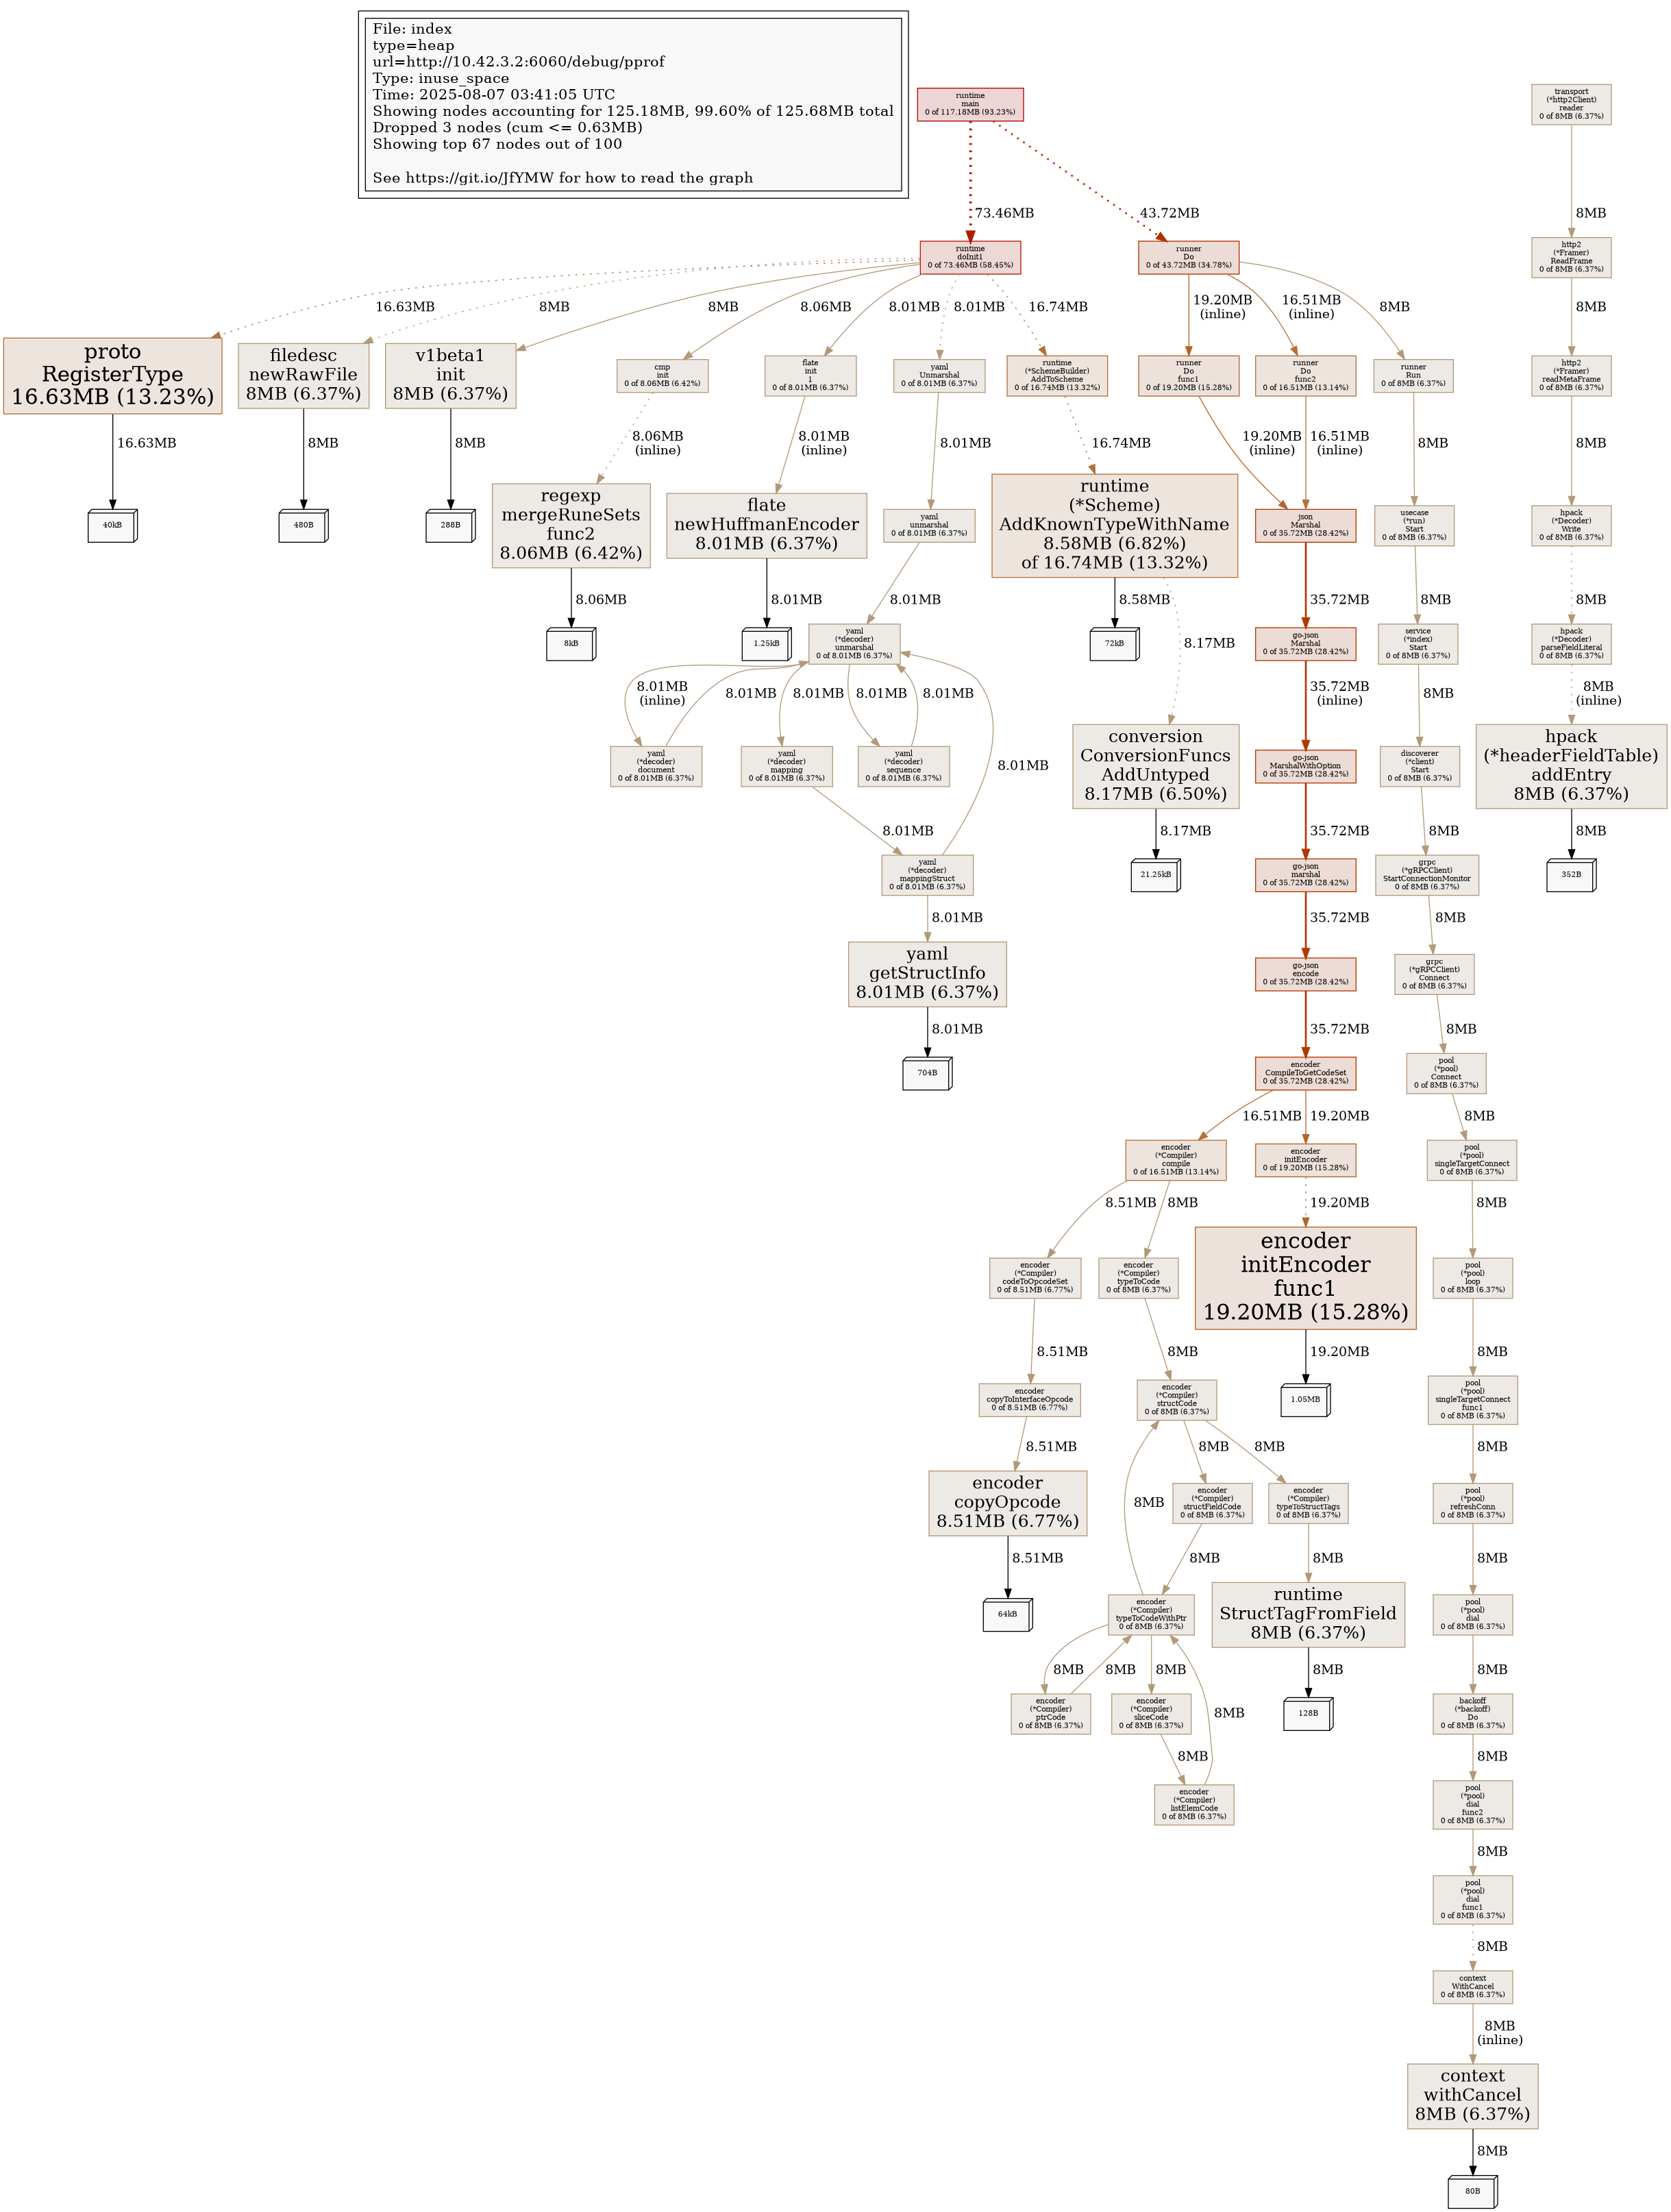 File: index
type=heap
url=http://10.42.3.2:6060/debug/pprof
Type: inuse_space
Time: 2025-08-07 03:41:05 UTC
Showing nodes accounting for 125.18MB, 99.60% of 125.68MB total
Dropped 3 nodes (cum <= 0.63MB)
Showing top 67 nodes out of 100
See https://git.io/JfYMW for how to read the graph
runtime
main
0 of 117.18MB (93.23%)
transport
(*http2Client)
reader
0 of 8MB (6.37%)
73.46MB
43.72MB
8MB
runtime
doInit1
0 of 73.46MB (58.45%)
runner
Do
0 of 43.72MB (34.78%)
http2
(*Framer)
ReadFrame
0 of 8MB (6.37%)
16.63MB
8MB
8MB
8.06MB
8.01MB
8.01MB
16.74MB
19.20MB
(inline)
16.51MB
(inline)
8MB
8MB
proto
RegisterType
16.63MB (13.23%)
filedesc
newRawFile
8MB (6.37%)
v1beta1
init
8MB (6.37%)
cmp
init
0 of 8.06MB (6.42%)
flate
init
1
0 of 8.01MB (6.37%)
yaml
Unmarshal
0 of 8.01MB (6.37%)
runtime
(*SchemeBuilder)
AddToScheme
0 of 16.74MB (13.32%)
runner
Do
func1
0 of 19.20MB (15.28%)
runner
Do
func2
0 of 16.51MB (13.14%)
runner
Run
0 of 8MB (6.37%)
http2
(*Framer)
readMetaFrame
0 of 8MB (6.37%)
16.63MB
8MB
8MB
8.06MB
(inline)
8.01MB
(inline)
8.01MB
16.74MB
19.20MB
(inline)
16.51MB
(inline)
8MB
8MB
40kB
480B
288B
regexp
mergeRuneSets
func2
8.06MB (6.42%)
flate
newHuffmanEncoder
8.01MB (6.37%)
yaml
unmarshal
0 of 8.01MB (6.37%)
runtime
(*Scheme)
AddKnownTypeWithName
8.58MB (6.82%)
of 16.74MB (13.32%)
json
Marshal
0 of 35.72MB (28.42%)
usecase
(*run)
Start
0 of 8MB (6.37%)
hpack
(*Decoder)
Write
0 of 8MB (6.37%)
8.06MB
8.01MB
8.01MB
8.58MB
8.17MB
35.72MB
8MB
8MB
8kB
1.25kB
yaml
(*decoder)
unmarshal
0 of 8.01MB (6.37%)
72kB
go-json
Marshal
0 of 35.72MB (28.42%)
service
(*index)
Start
0 of 8MB (6.37%)
hpack
(*Decoder)
parseFieldLiteral
0 of 8MB (6.37%)
8.01MB
(inline)
8.01MB
8.01MB
8.01MB
8.01MB
8.01MB
35.72MB
(inline)
8MB
8MB
(inline)
yaml
(*decoder)
document
0 of 8.01MB (6.37%)
yaml
(*decoder)
mapping
0 of 8.01MB (6.37%)
yaml
(*decoder)
sequence
0 of 8.01MB (6.37%)
conversion
ConversionFuncs
AddUntyped
8.17MB (6.50%)
go-json
MarshalWithOption
0 of 35.72MB (28.42%)
discoverer
(*client)
Start
0 of 8MB (6.37%)
hpack
(*headerFieldTable)
addEntry
8MB (6.37%)
8.01MB
8.17MB
35.72MB
8MB
8MB
yaml
(*decoder)
mappingStruct
0 of 8.01MB (6.37%)
21.25kB
go-json
marshal
0 of 35.72MB (28.42%)
grpc
(*gRPCClient)
StartConnectionMonitor
0 of 8MB (6.37%)
352B
8.01MB
35.72MB
8MB
yaml
getStructInfo
8.01MB (6.37%)
go-json
encode
0 of 35.72MB (28.42%)
grpc
(*gRPCClient)
Connect
0 of 8MB (6.37%)
8.01MB
35.72MB
8MB
704B
encoder
CompileToGetCodeSet
0 of 35.72MB (28.42%)
pool
(*pool)
Connect
0 of 8MB (6.37%)
16.51MB
19.20MB
8MB
encoder
(*Compiler)
compile
0 of 16.51MB (13.14%)
encoder
initEncoder
0 of 19.20MB (15.28%)
pool
(*pool)
singleTargetConnect
0 of 8MB (6.37%)
8.51MB
8MB
19.20MB
8MB
encoder
(*Compiler)
codeToOpcodeSet
0 of 8.51MB (6.77%)
encoder
(*Compiler)
typeToCode
0 of 8MB (6.37%)
encoder
initEncoder
func1
19.20MB (15.28%)
pool
(*pool)
loop
0 of 8MB (6.37%)
8.51MB
8MB
19.20MB
8MB
encoder
copyToInterfaceOpcode
0 of 8.51MB (6.77%)
encoder
(*Compiler)
structCode
0 of 8MB (6.37%)
1.05MB
pool
(*pool)
singleTargetConnect
func1
0 of 8MB (6.37%)
8.51MB
8MB
8MB
8MB
encoder
copyOpcode
8.51MB (6.77%)
8MB
encoder
(*Compiler)
structFieldCode
0 of 8MB (6.37%)
encoder
(*Compiler)
typeToStructTags
0 of 8MB (6.37%)
pool
(*pool)
refreshConn
0 of 8MB (6.37%)
8.51MB
8MB
8MB
8MB
64kB
encoder
(*Compiler)
typeToCodeWithPtr
0 of 8MB (6.37%)
runtime
StructTagFromField
8MB (6.37%)
pool
(*pool)
dial
0 of 8MB (6.37%)
8MB
8MB
8MB
8MB
8MB
8MB
encoder
(*Compiler)
ptrCode
0 of 8MB (6.37%)
encoder
(*Compiler)
sliceCode
0 of 8MB (6.37%)
128B
backoff
(*backoff)
Do
0 of 8MB (6.37%)
8MB
8MB
encoder
(*Compiler)
listElemCode
0 of 8MB (6.37%)
pool
(*pool)
dial
func2
0 of 8MB (6.37%)
8MB
pool
(*pool)
dial
func1
0 of 8MB (6.37%)
8MB
context
WithCancel
0 of 8MB (6.37%)
8MB
(inline)
context
withCancel
8MB (6.37%)
8MB
80B